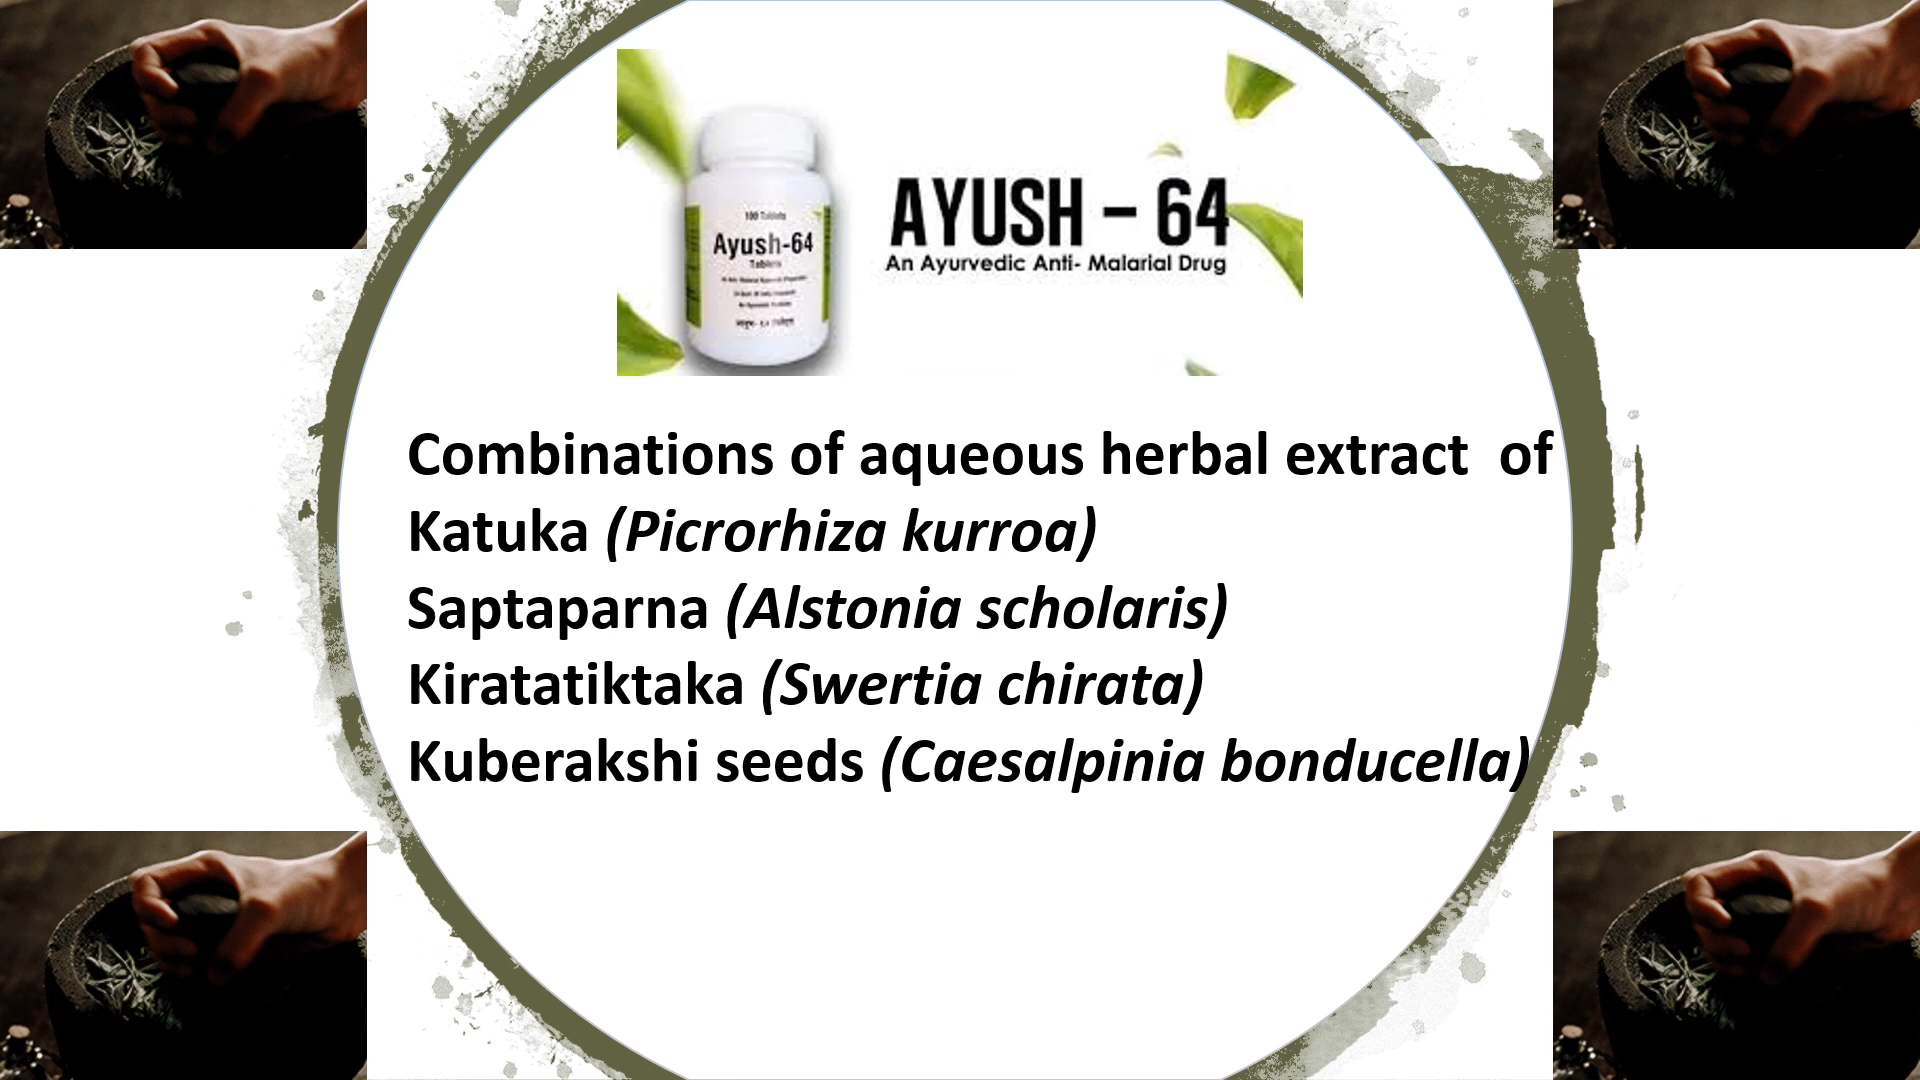 100 Tablets
Ayush-64
Tablets
AYUSH – 64
An Ayurvedic Anti- Malarial Drug
Combinations of aqueous herbal extract of
Katuka (Picrorhiza kurroa)
Saptaparna (Alstonia scholaris)
Kiratatiktaka (Swertia chirata)
Kuberakshi seeds (Caesalpinia bonducella)